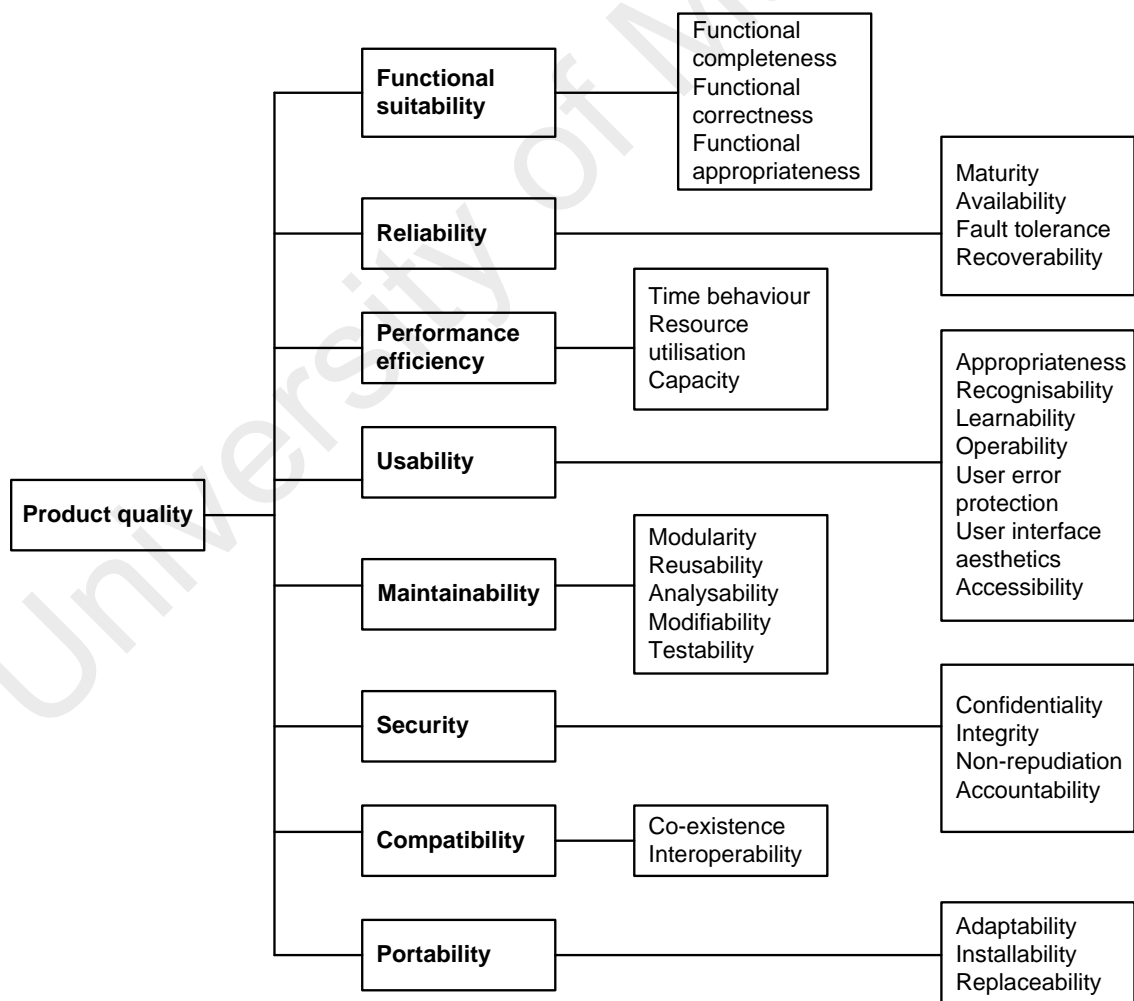 Functional
suitability
Functional
completeness
Functional
correctness
Functional
appropriateness
Reliability
Maturity
Availability
Fault tolerance
Recoverability
Performance
efficiency
Time behaviour
Resource
utilisation
Capacity
Usability
Appropriateness
Recognisability
Learnability
Operability
User error
protection
User interface
aesthetics
Accessibility
Product quality
Maintainability
Modularity
Reusability
Analysability
Modifiability
Testability
Security
Confidentiality
Integrity
Non-repudiation
Accountability
Compatibility
Co-existence
Interoperability
Portability
Adaptability
Installability
Replaceability
University of